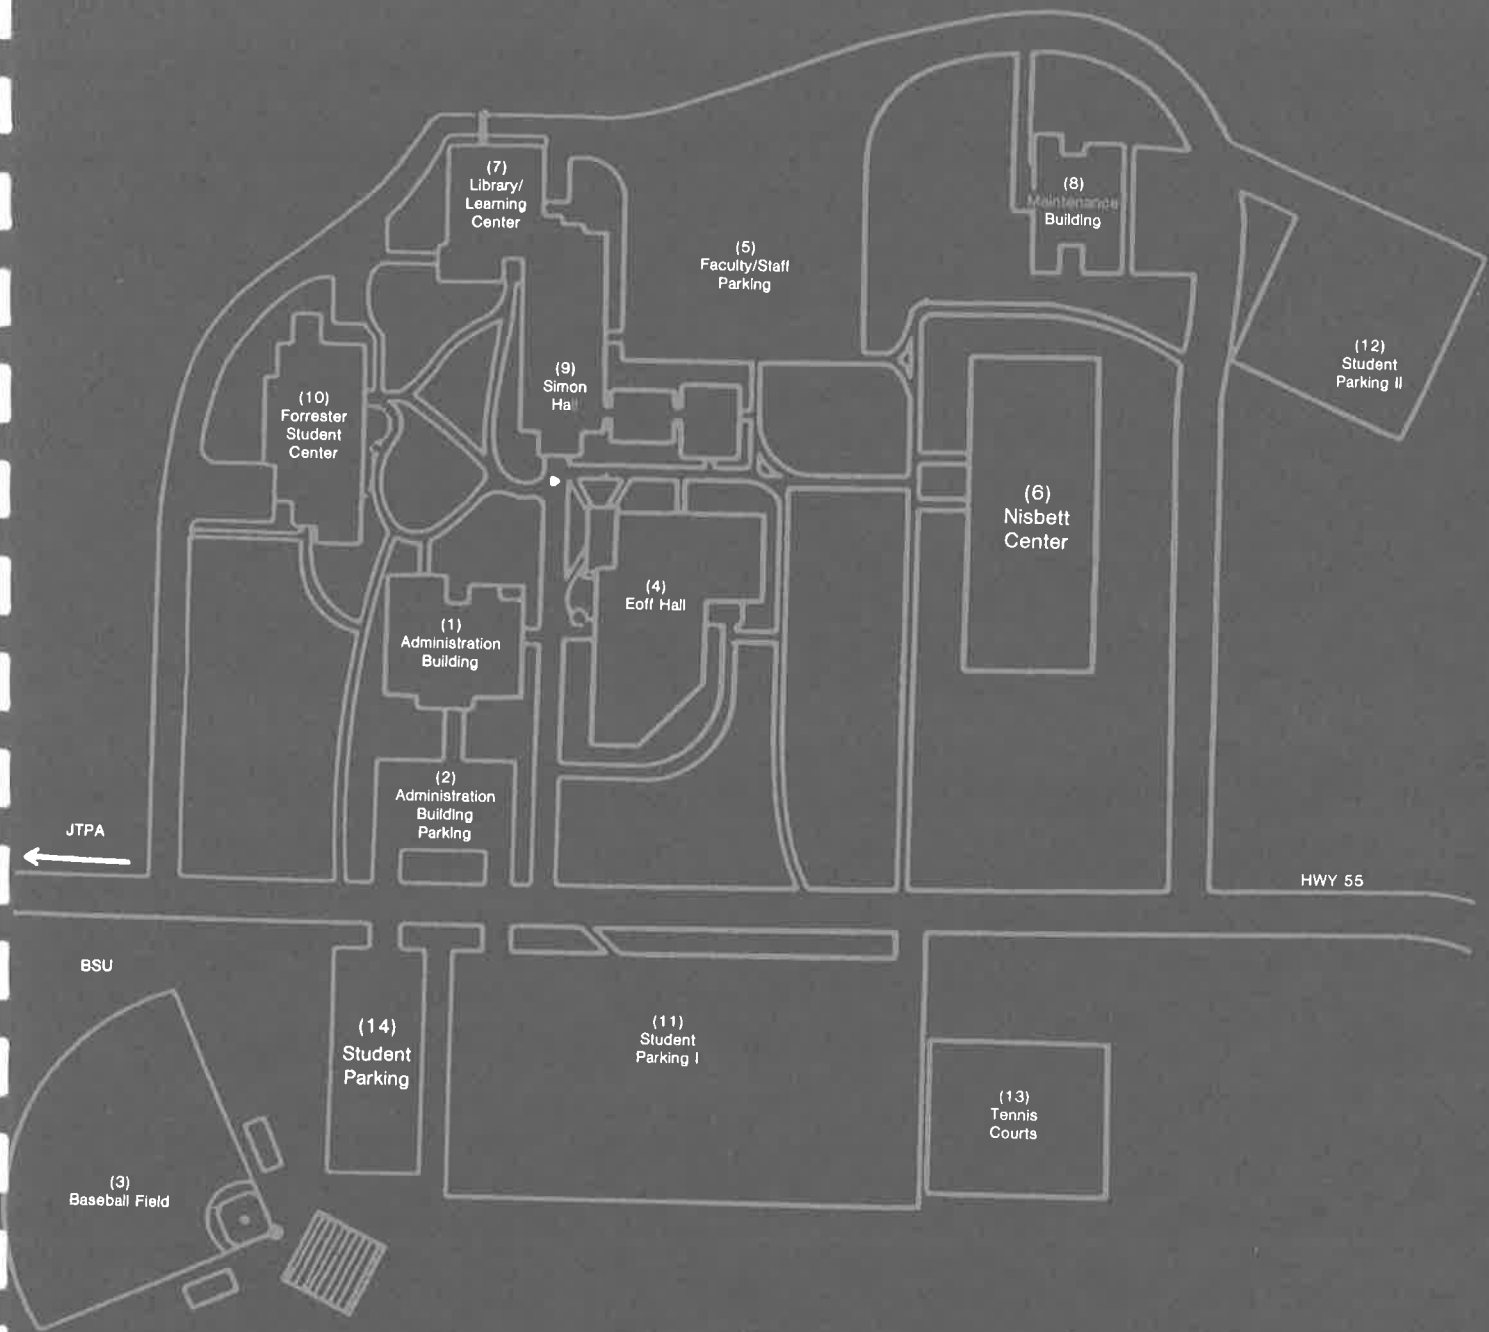 (7)
Library/
Learning
Center
(8)
Maintenance
Building
(5)
Faculty/Staff
Parking
(12)
Student
Parking II
(9)
Simon
Hall
(10)
Forrester
Student
Center
(6)
Nisbett
Center
(4)
Eoff Hall
(1)
Administration
Building
(2)
Administration
Building
Parking
JTPA
HWY 55
BSU
(14)
Student
Parking
(11)
Student
Parking I
(13)
Tennis
Courts
(3)
Baseball Field